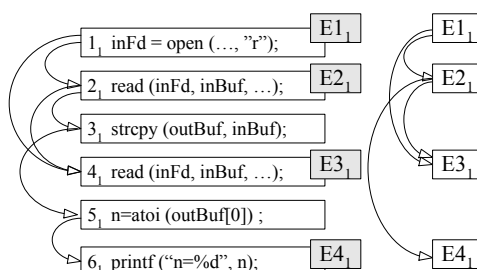 E1₁ E1₁
1₁ inFd = open (…, ”r”);
E2₁ E2₁
2₁ read (inFd, inBuf, …);
3₁ strcpy (outBuf, inBuf);
E3₁ E3₁
4₁ read (inFd, inBuf, …);
5₁ n=atoi (outBuf[0]) ;
E4₁ E4₁
6₁ printf (“n=%d”, n);